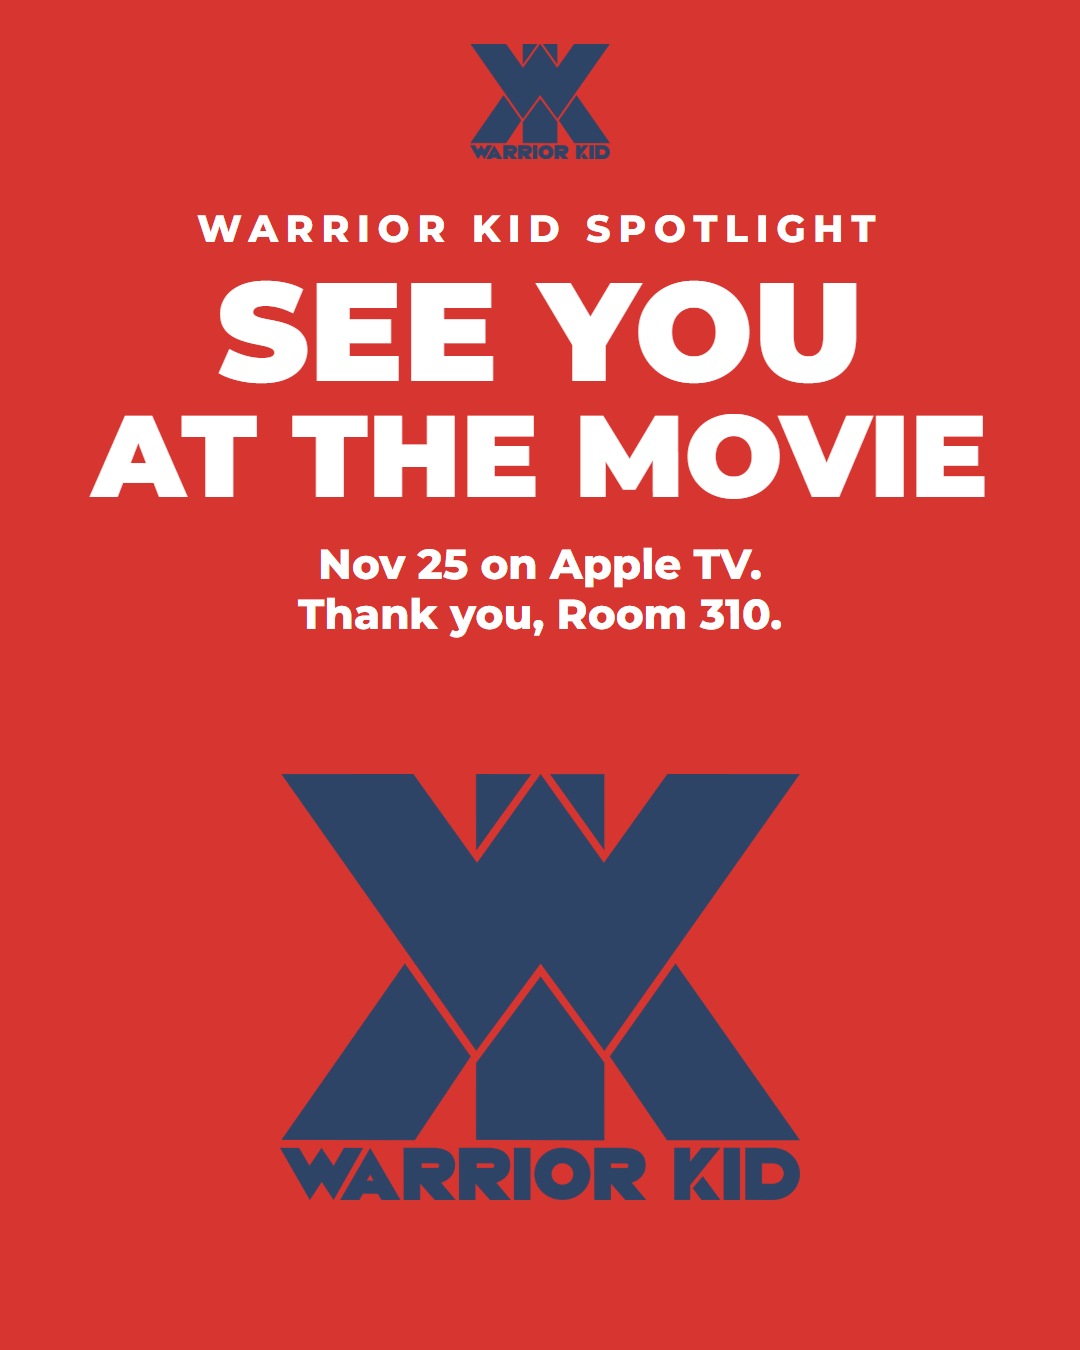 WARRIOR KID
WARRIOR KID SPOTLIGHT
SEE YOU
AT THE MOVIE
Nov 25 on Apple TV.
Thank you, Room 310.
WARRIOR KID